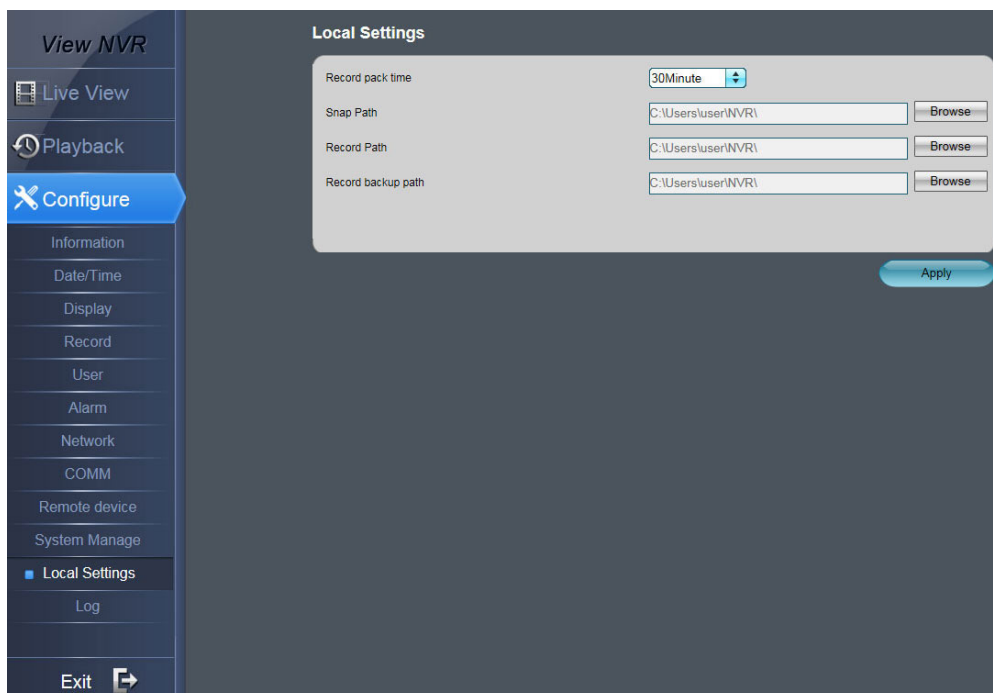 View NVR
Live View
Playback
Configure
Information
Date/Time
Display
Record
User
Alarm
Network
COMM
Remote device
System Manage
Local Settings
Log
Exit
Local Settings
Record pack time 30Minute
Snap Path C:\Users\user\NVR\ Browse
Record Path C:\Users\user\NVR\ Browse
Record backup path C:\Users\user\NVR\ Browse
Apply